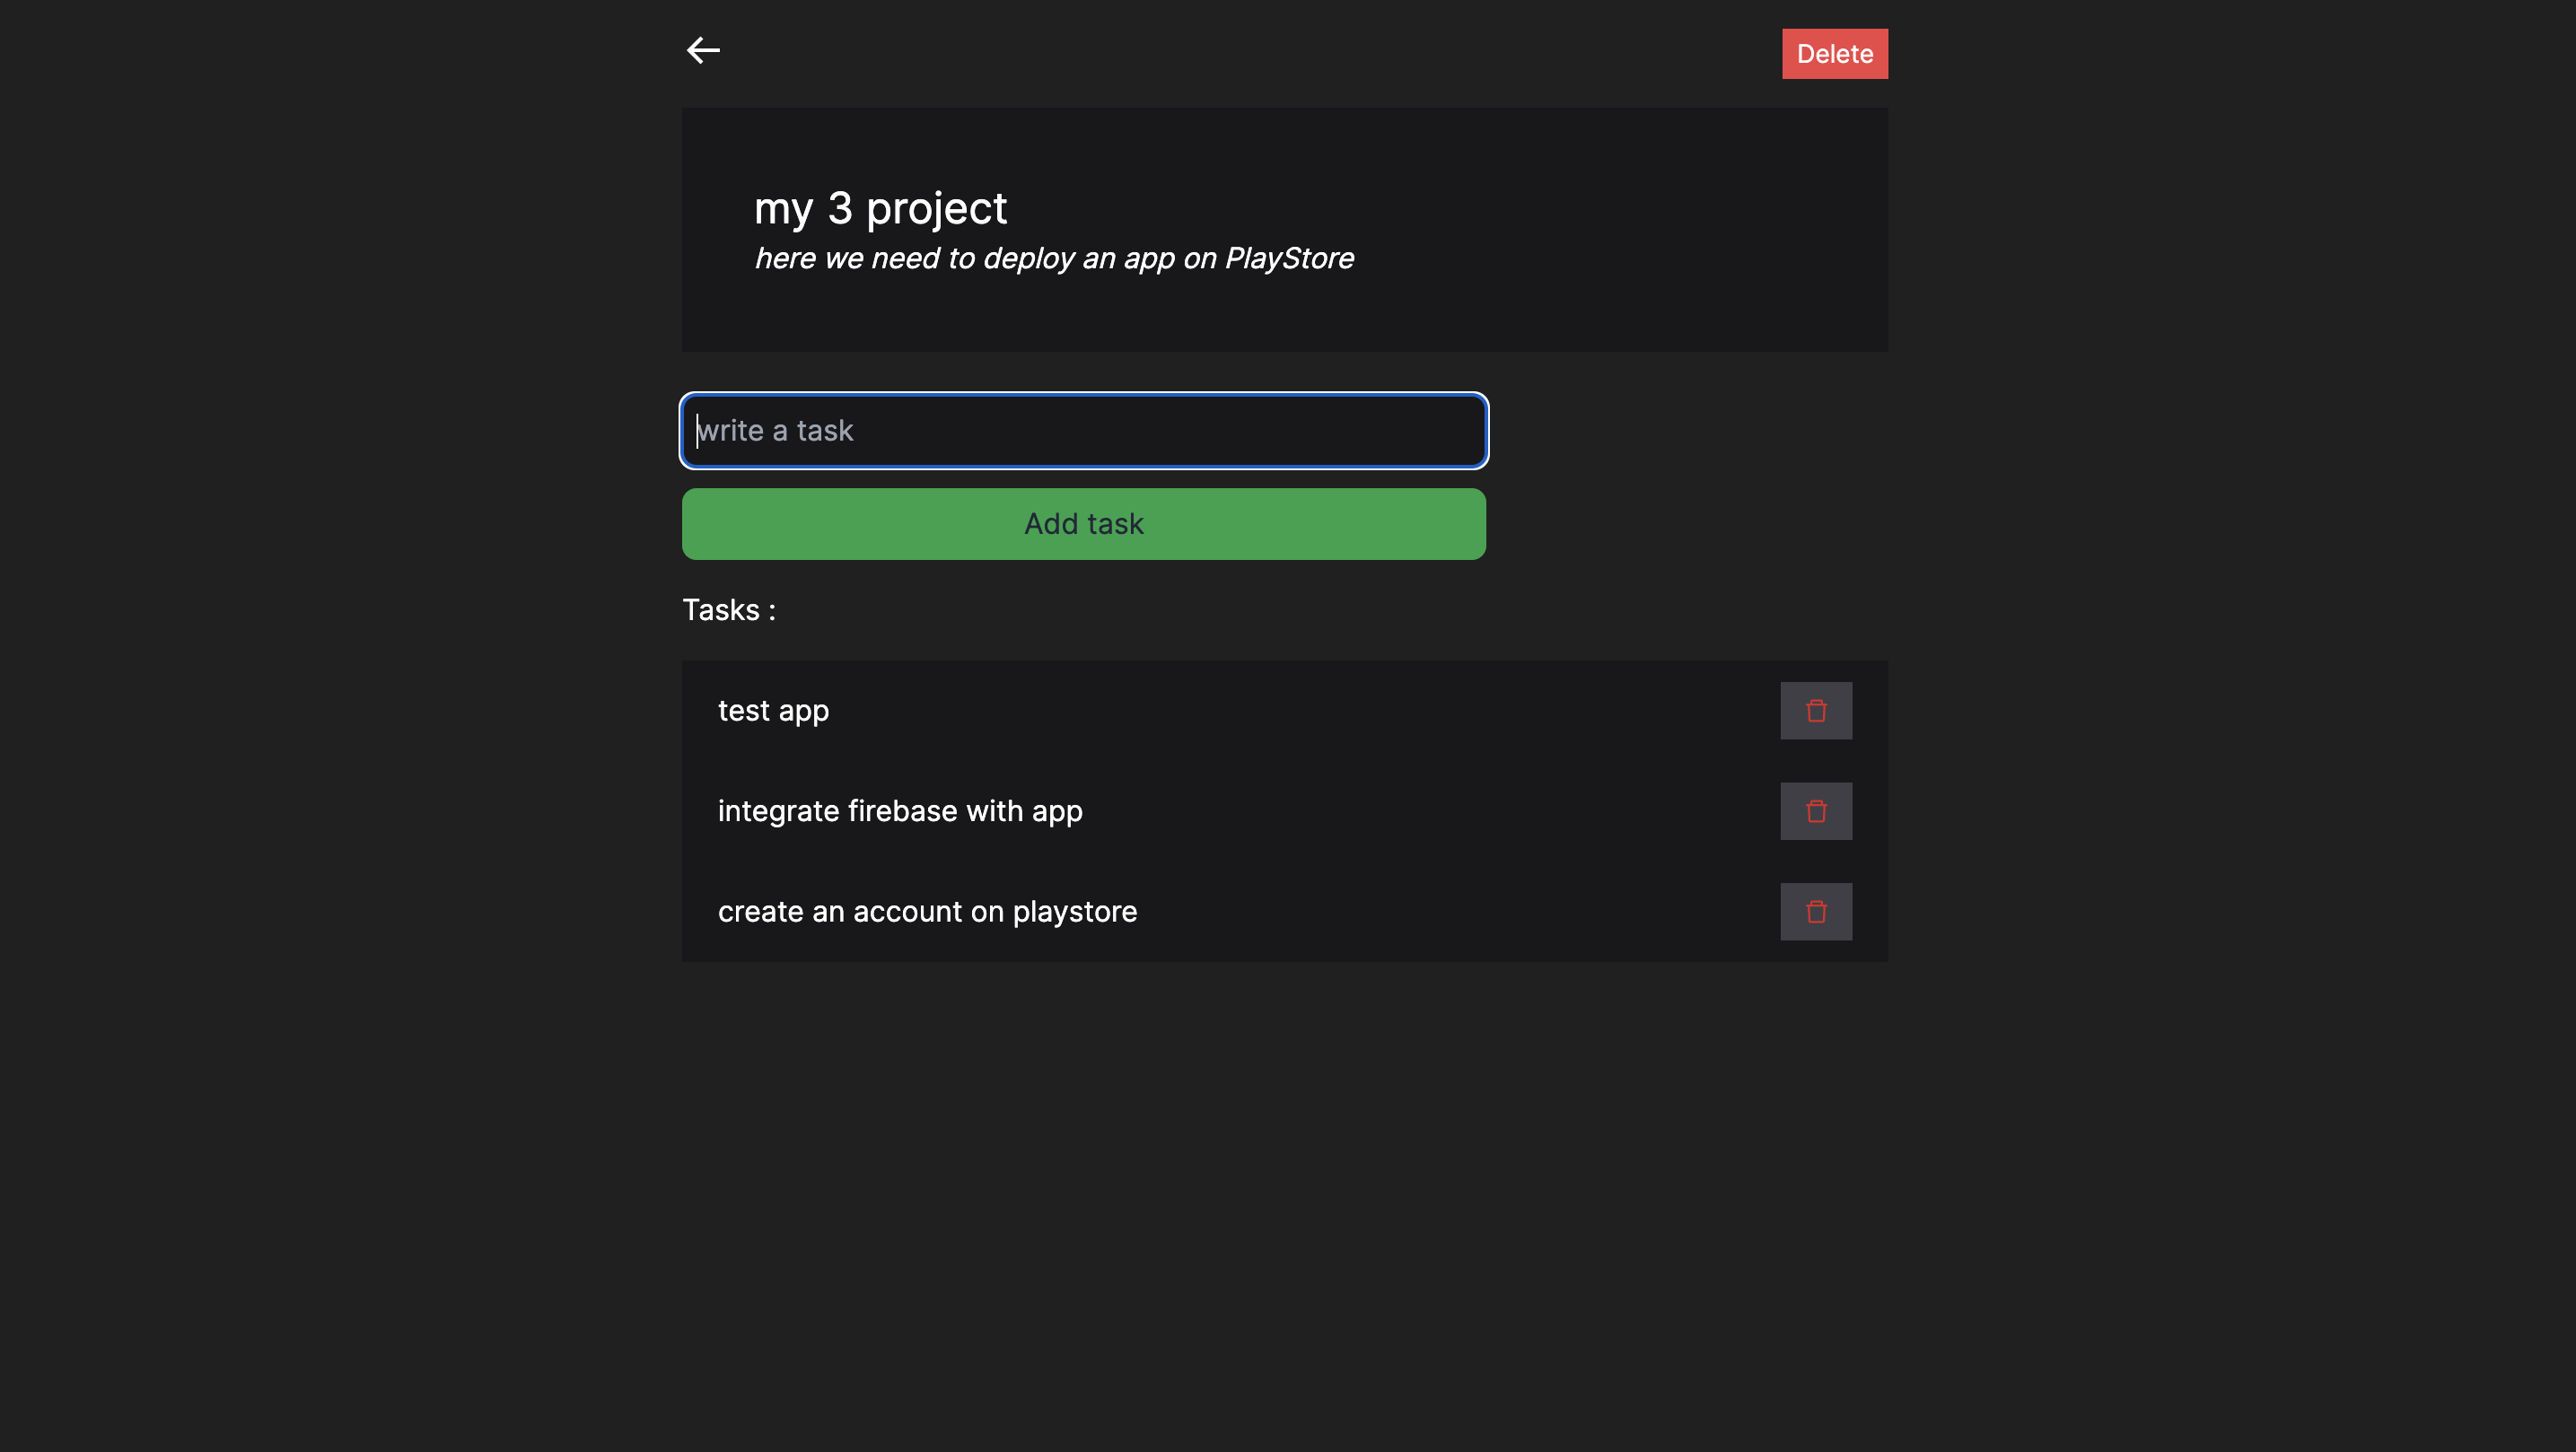 Delete
my 3 project
here we need to deploy an app on PlayStore
write a task
Add task
Tasks :
test app
integrate firebase with app
create an account on playstore